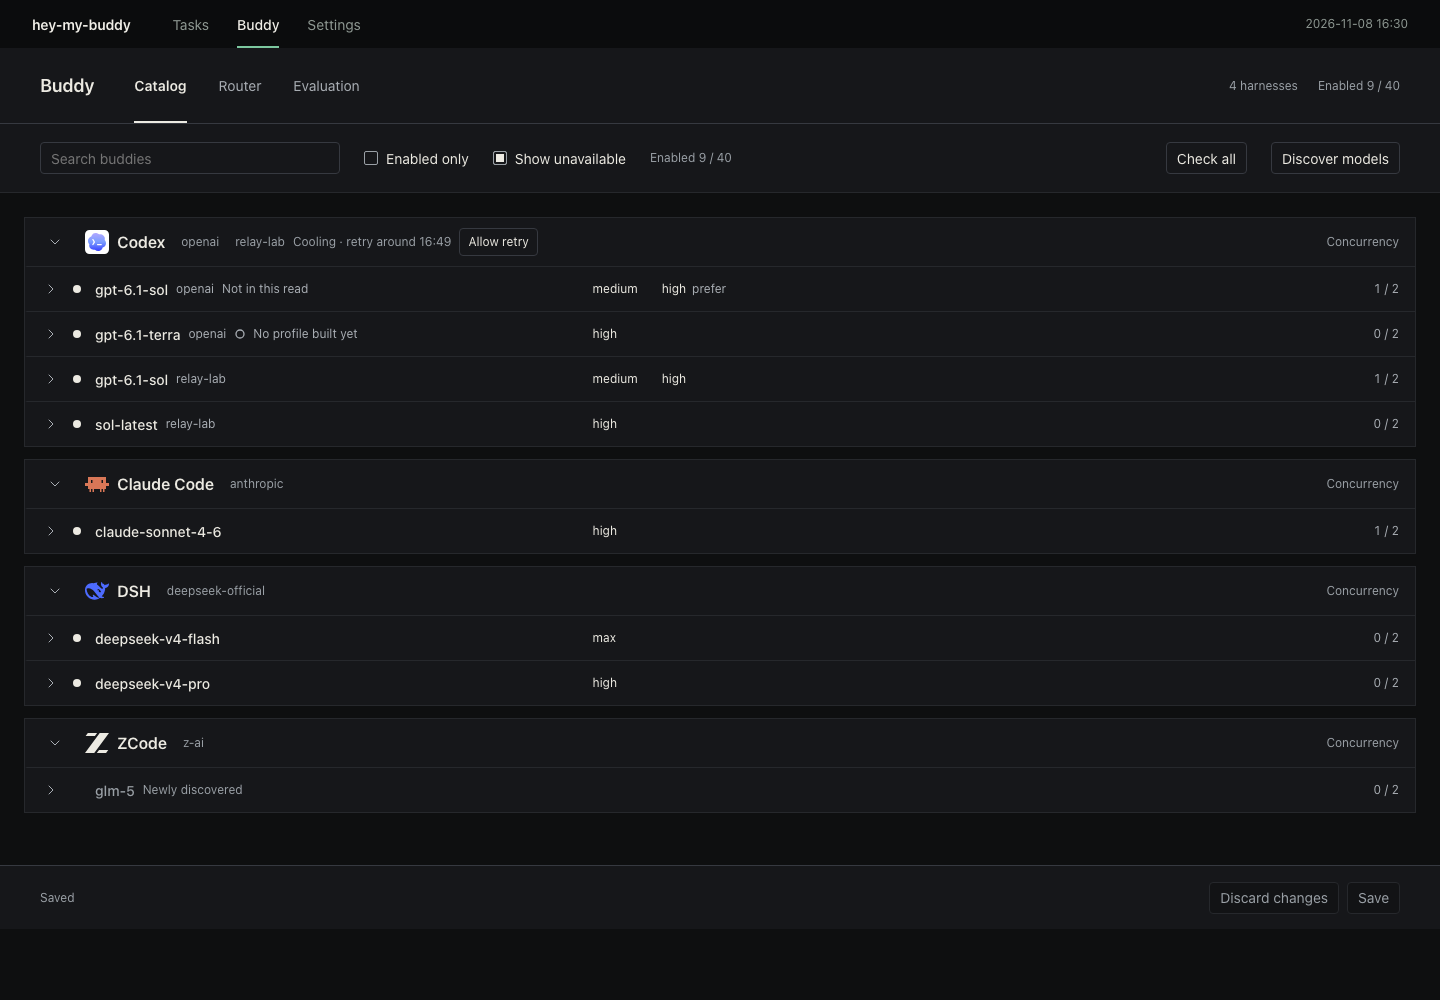 hey-my-buddy Tasks Buddy Settings 2026-11-08 16:30
Buddy Catalog Router Evaluation 4 harnesses Enabled 9 / 40
Search buddies Enabled only Show unavailable Enabled 9 / 40 Check all Discover models
Codex openai relay-lab Cooling · retry around 16:49 Allow retry Concurrency
gpt-6.1-sol openai Not in this read medium high prefer 1 / 2
gpt-6.1-terra openai No profile built yet high 0 / 2
gpt-6.1-sol relay-lab medium high 1 / 2
sol-latest relay-lab high 0 / 2
Claude Code anthropic Concurrency
claude-sonnet-4-6 high 1 / 2
DSH deepseek-official Concurrency
deepseek-v4-flash max 0 / 2
deepseek-v4-pro high 0 / 2
ZCode z-ai Concurrency
glm-5 Newly discovered 0 / 2
Saved Discard changes Save